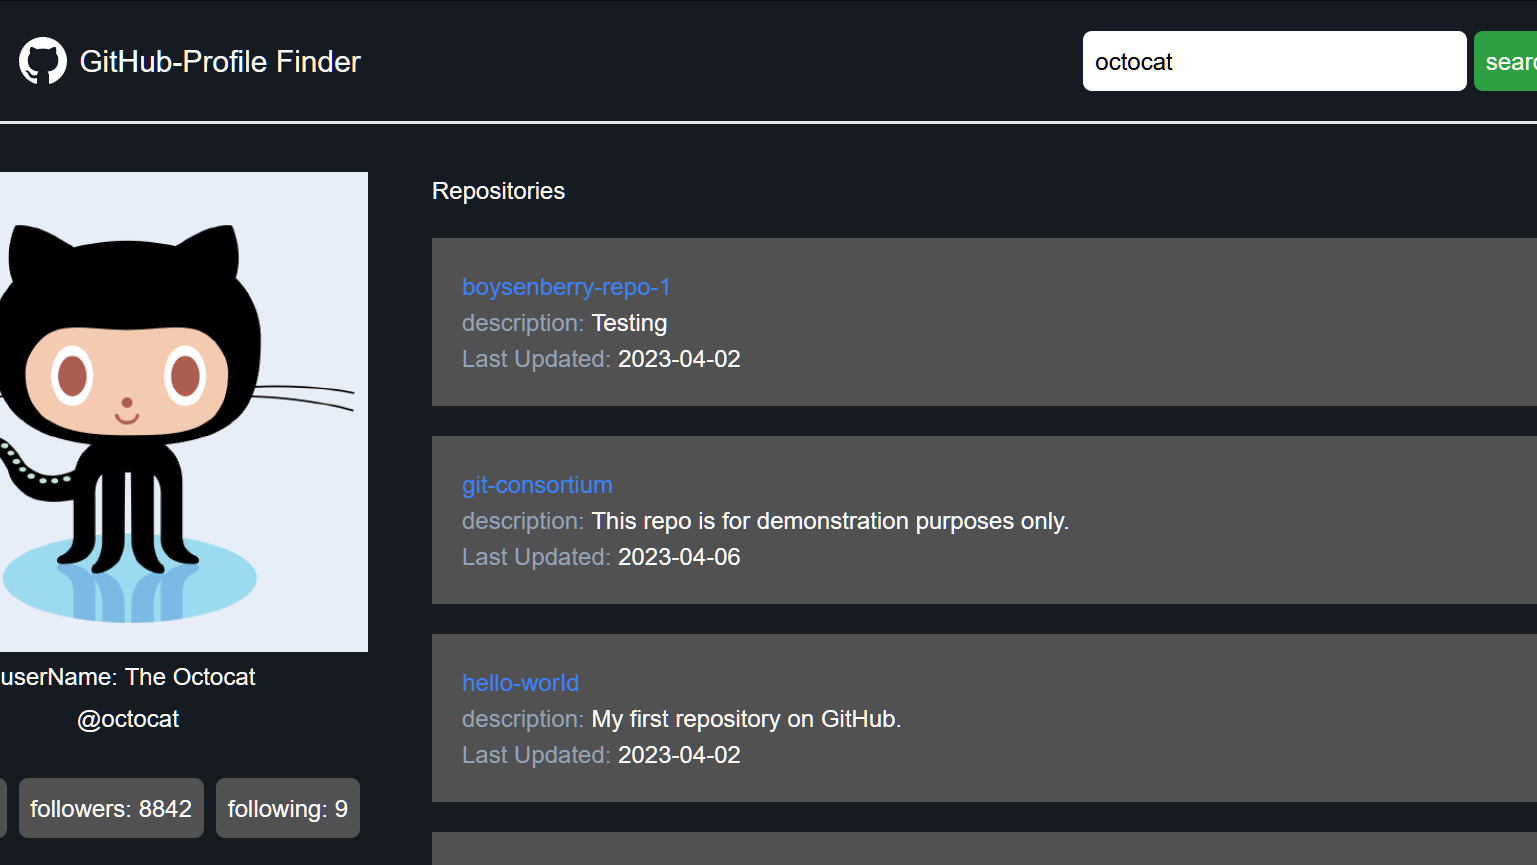 GitHub-Profile Finder
octocat
Repositories
boysenberry-repo-1
description: Testing
Last Updated: 2023-04-02
git-consortium
description: This repo is for demonstration purposes only.
Last Updated: 2023-04-06
hello-world
description: My first repository on GitHub.
Last Updated: 2023-04-02
userName: The Octocat
@octocat
followers: 8842
following: 9